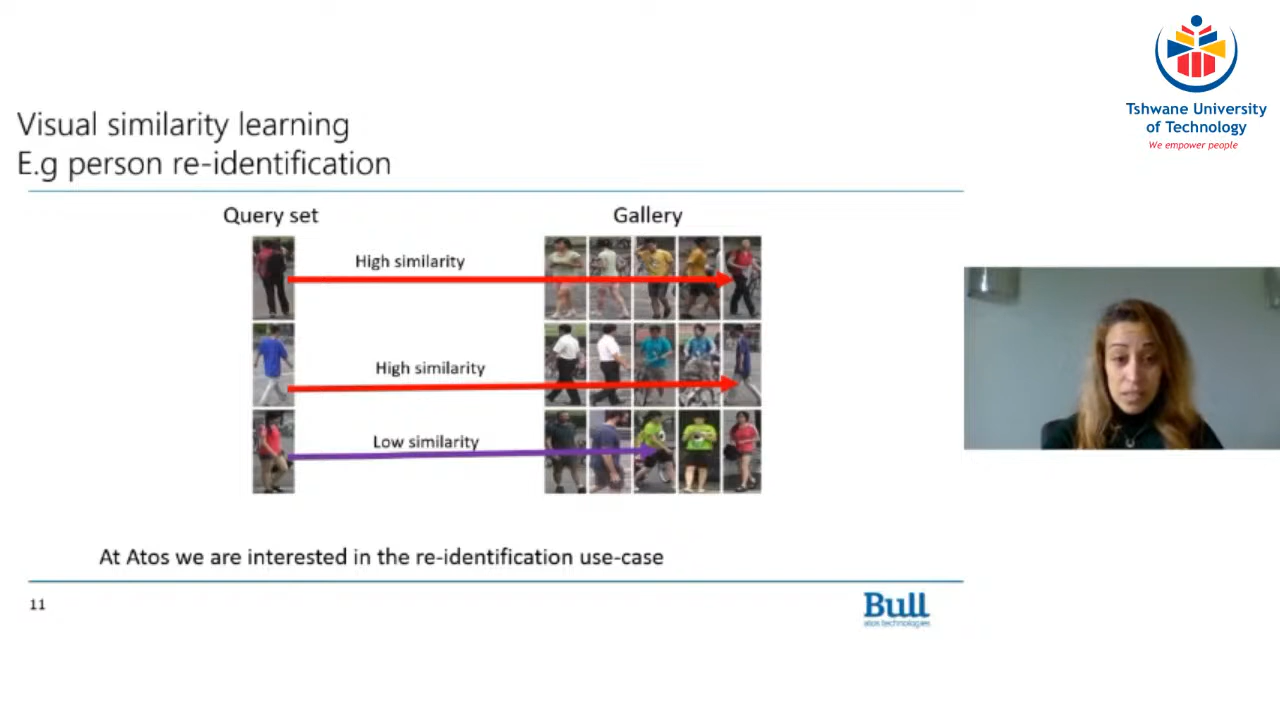 Tshwane University
of Technology
We empower people
Visual similarity learning
E.g person re-identification
Query set
Gallery
High similarity
High similarity
Low similarity
At Atos we are interested in the re-identification use-case
11
Bull
atos technologies